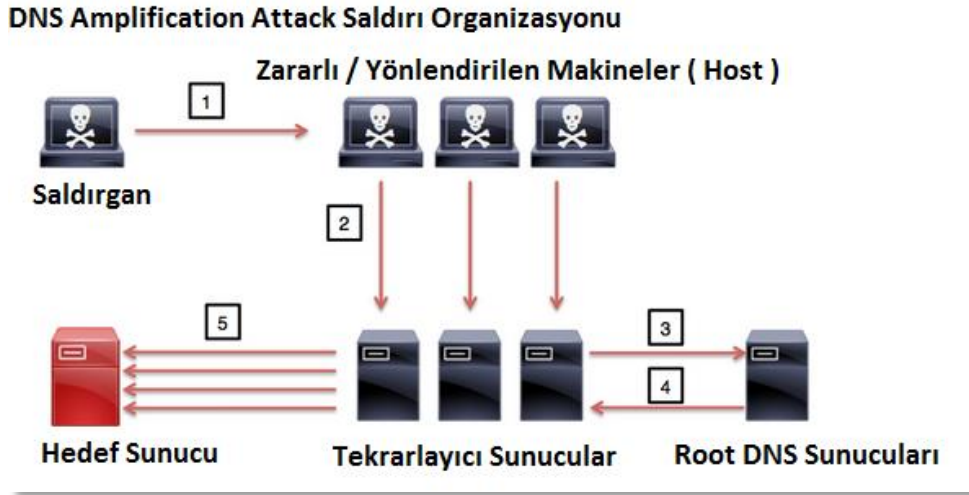 DNS Amplification Attack Saldırı Organizasyonu
Zararlı / Yönlendirilen Makineler ( Host )
1
Saldırgan
2
5
3
4
Hedef Sunucu
Tekrarlayıcı Sunucular
Root DNS Sunucuları